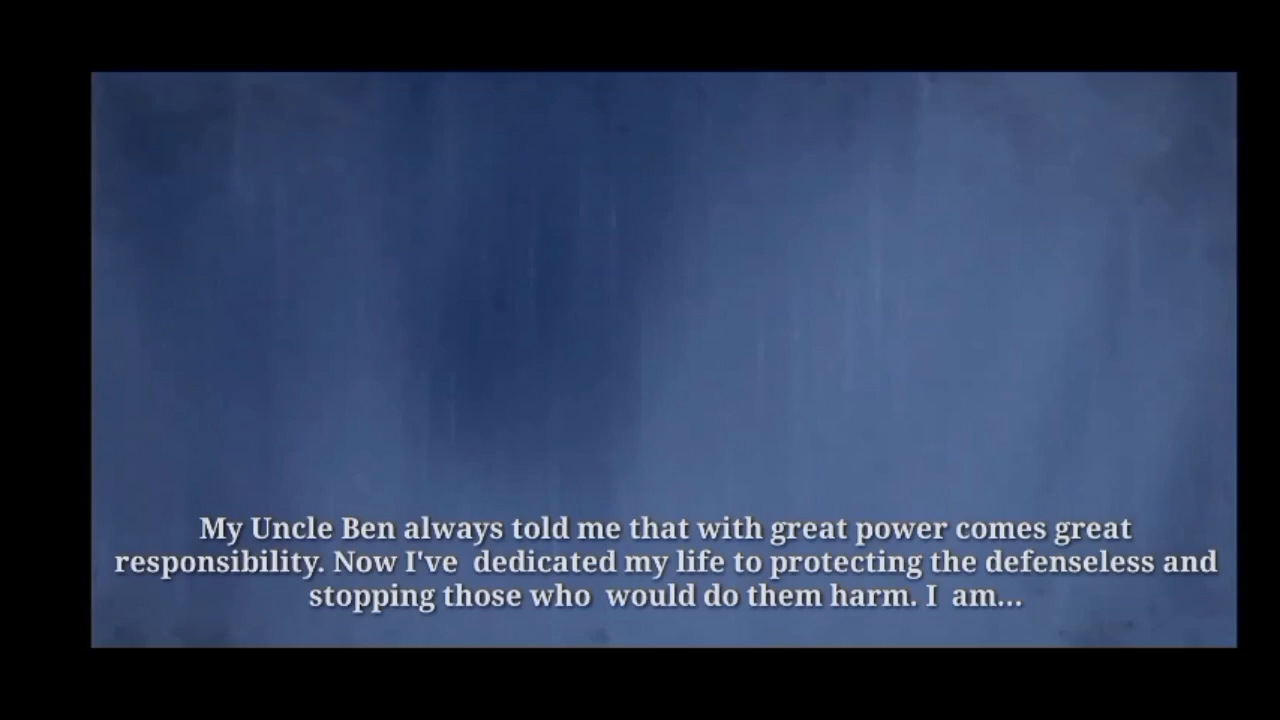 My Uncle Ben always told me that with great power comes great
responsibility. Now I've  dedicated my life to protecting the defenseless and
stopping those who  would do them harm. I  am...